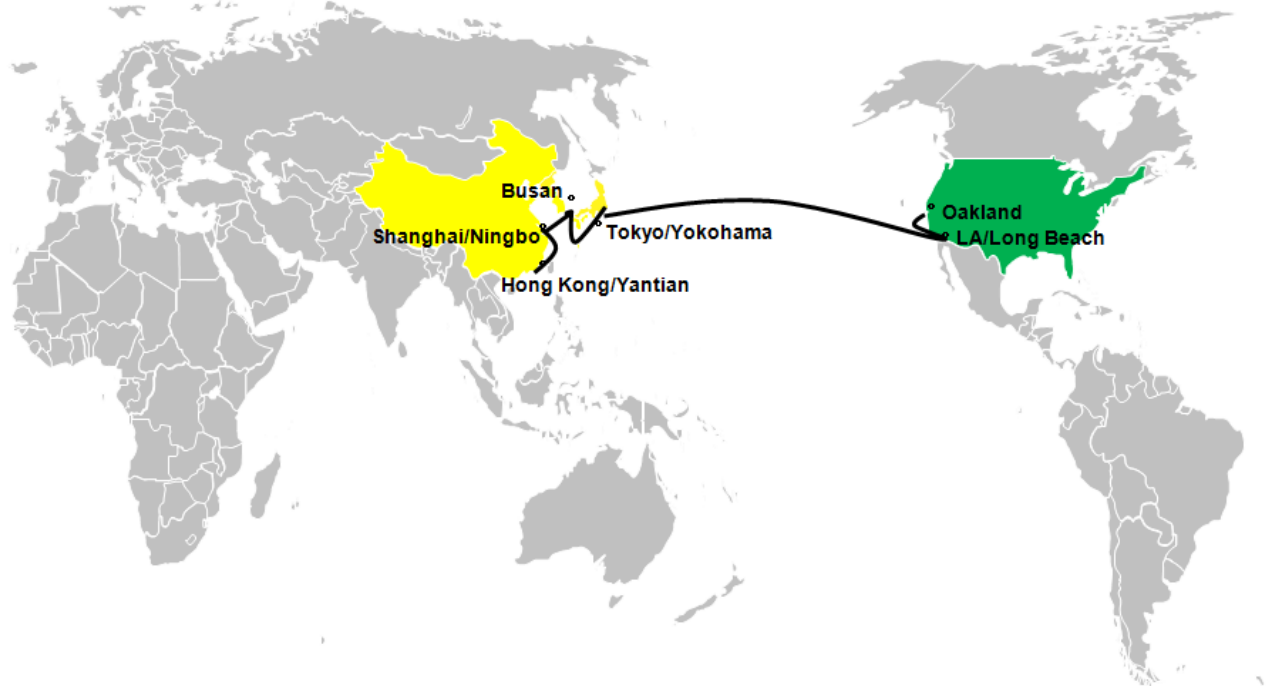 Busan
Oakland
Shanghai/Ningbo
Tokyo/Yokohama
LA/Long Beach
Hong Kong/Yantian